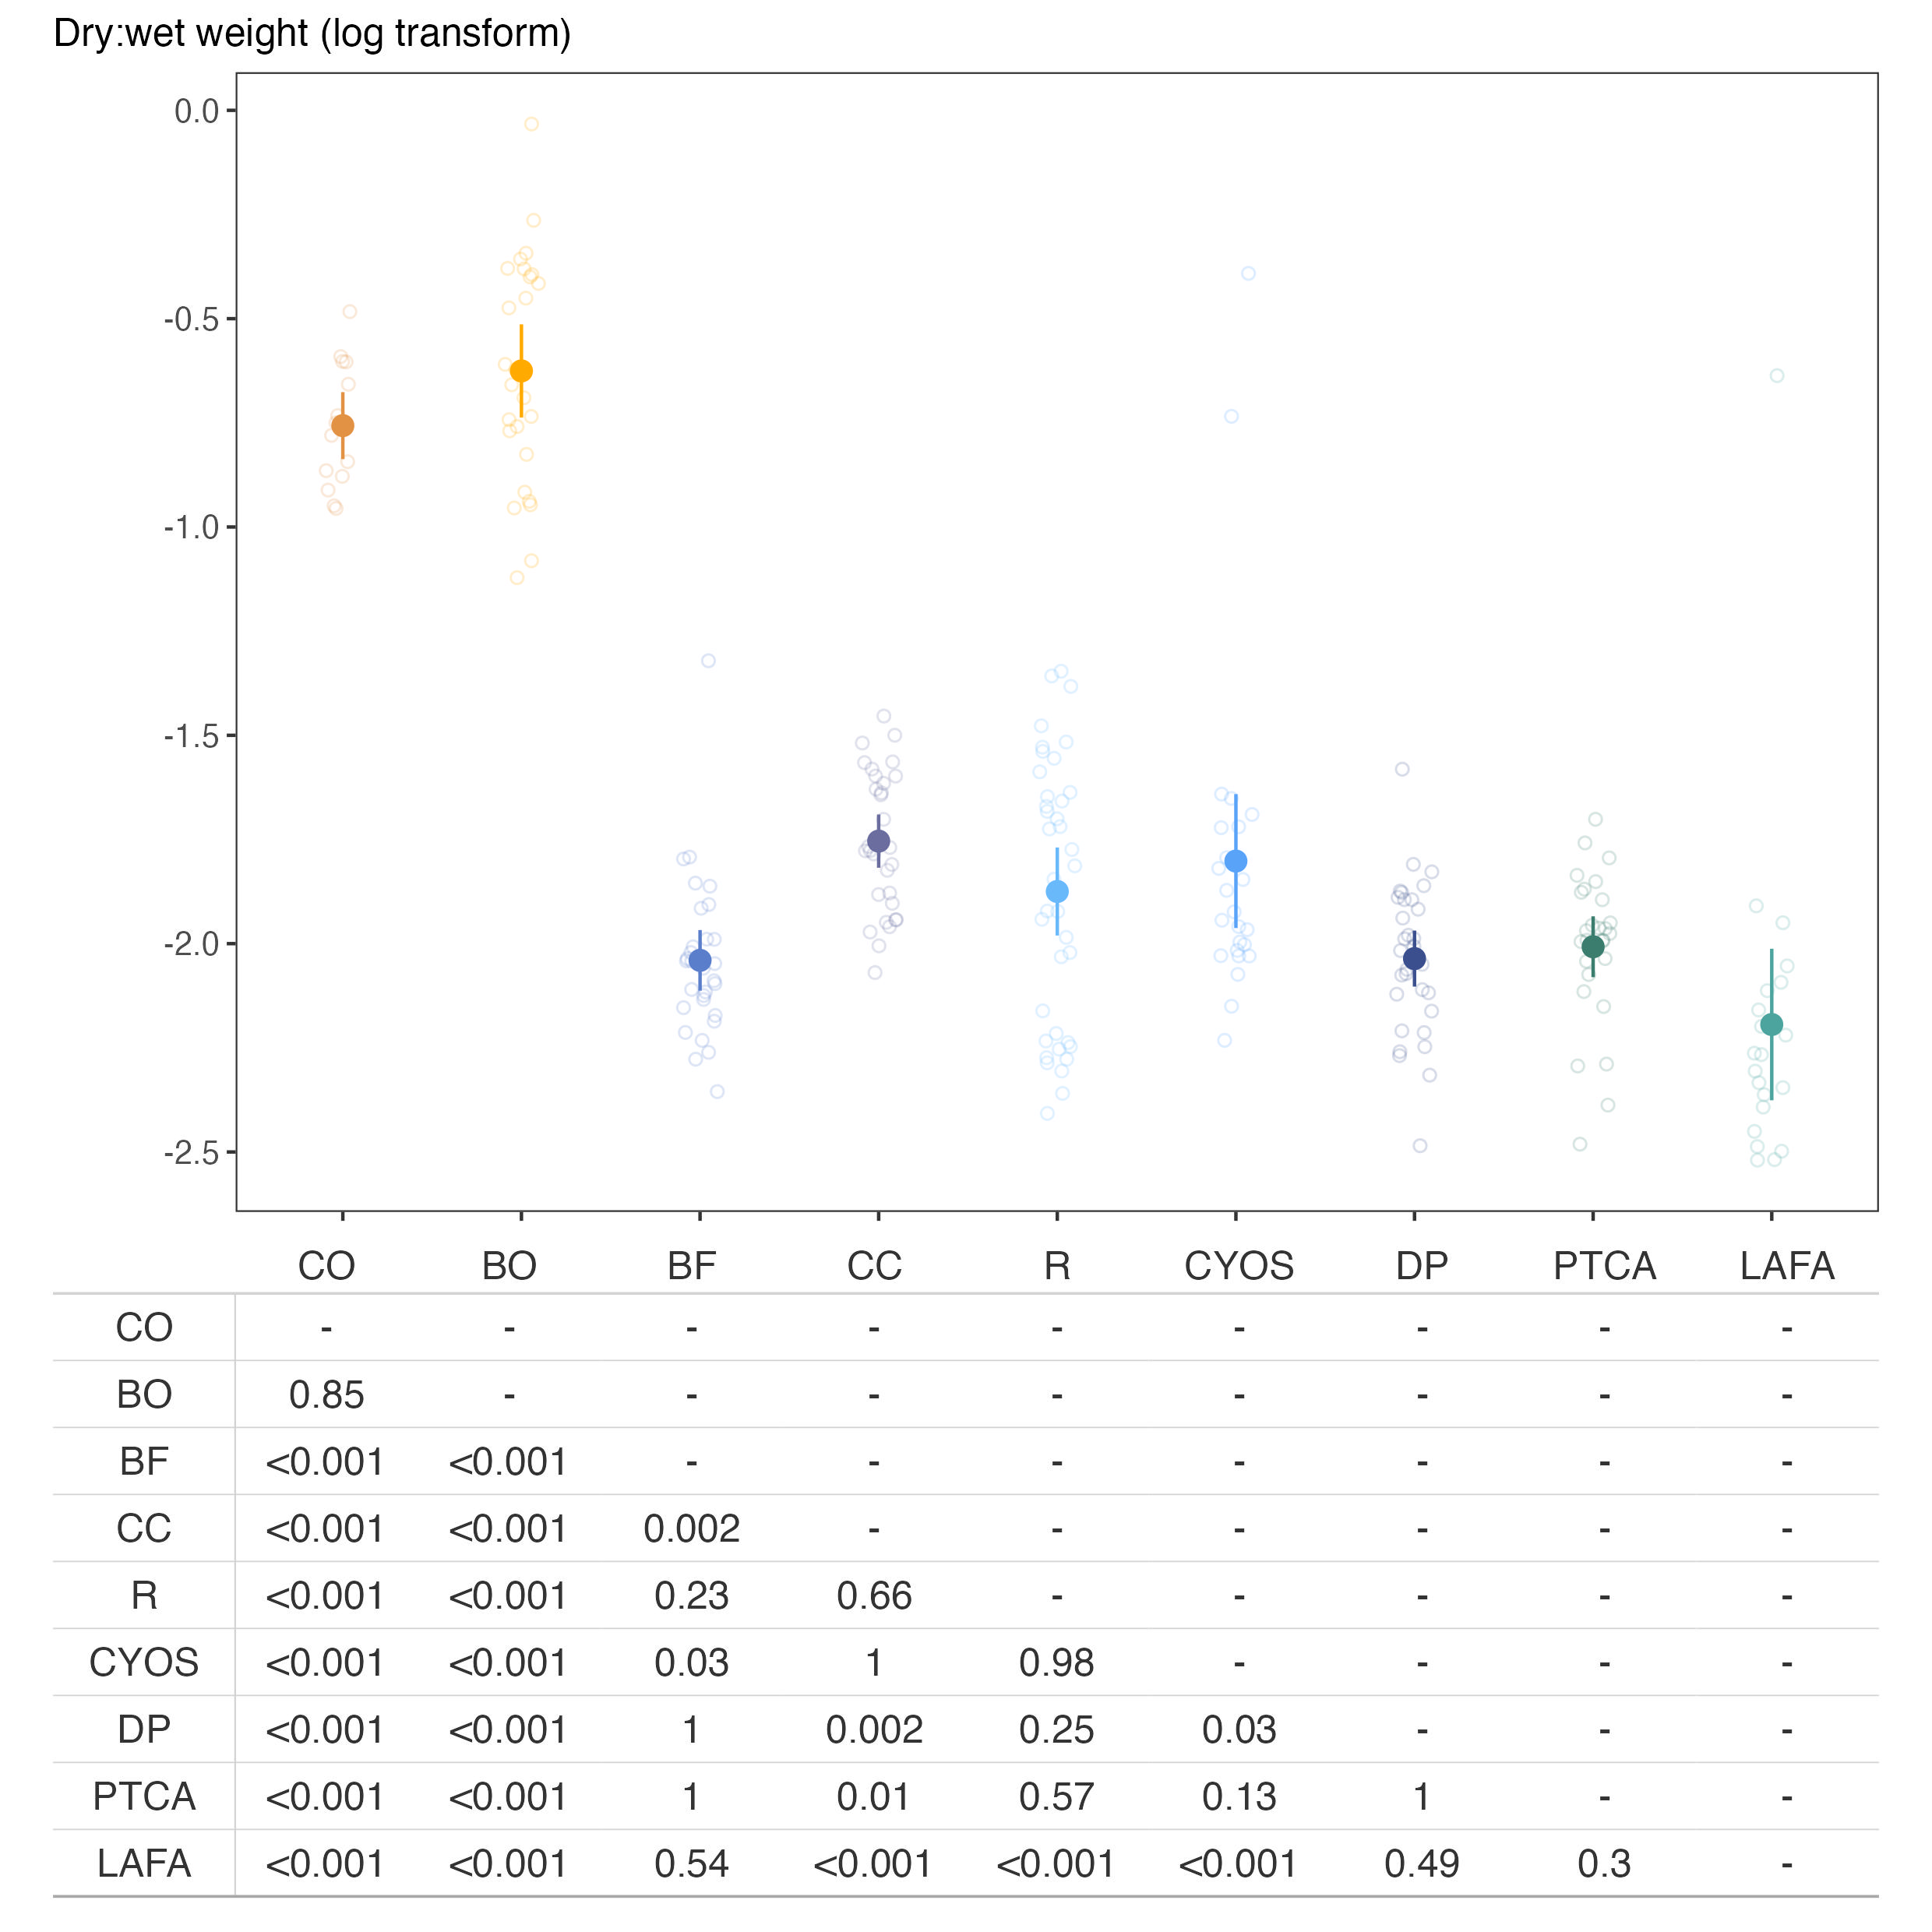 Dry:wet weight (log transform)
0.0
-0.5
-1.0
-1.5
-2.0
-2.5
CO BO BF CC R CYOS DP PTCA LAFA
CO - - - - - - - - -
BO 0.85 - - - - - - - -
BF <0.001 <0.001 - - - - - - -
CC <0.001 <0.001 0.002 - - - - - -
R <0.001 <0.001 0.23 0.66 - - - - -
CYOS <0.001 <0.001 0.03 1 0.98 - - - -
DP <0.001 <0.001 1 0.002 0.25 0.03 - - -
PTCA <0.001 <0.001 1 0.01 0.57 0.13 1 - -
LAFA <0.001 <0.001 0.54 <0.001 <0.001 <0.001 0.49 0.3 -